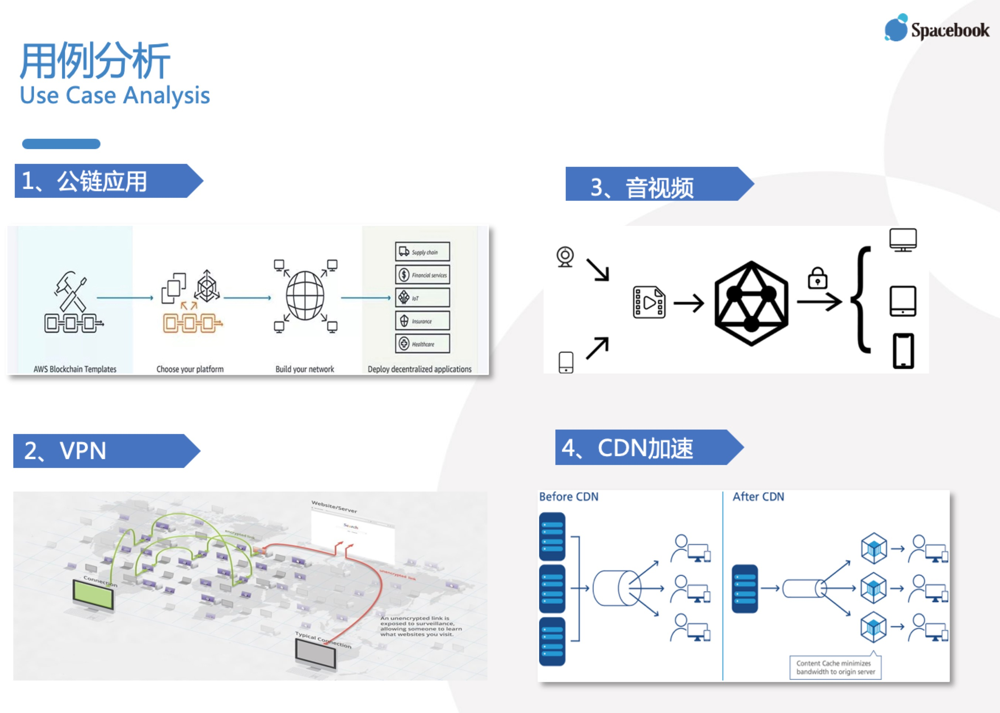 Spacebook
用例分析
Use Case Analysis
1、公链应用
Supply chain
Financial services
IoT
Insurance
Healthcare
AWS Blockchain Templates
Choose your platform
Build your network
Deploy decentralized applications
2、VPN
Website/Server
Search
encrypted link
unencrypted link
Connection
Typical Connection
An unencrypted link is
exposed to surveillance,
allowing someone to learn
what websites you visit.
3、音视频
4、CDN加速
Before CDN
After CDN
Content Cache minimizes
bandwidth to origin server